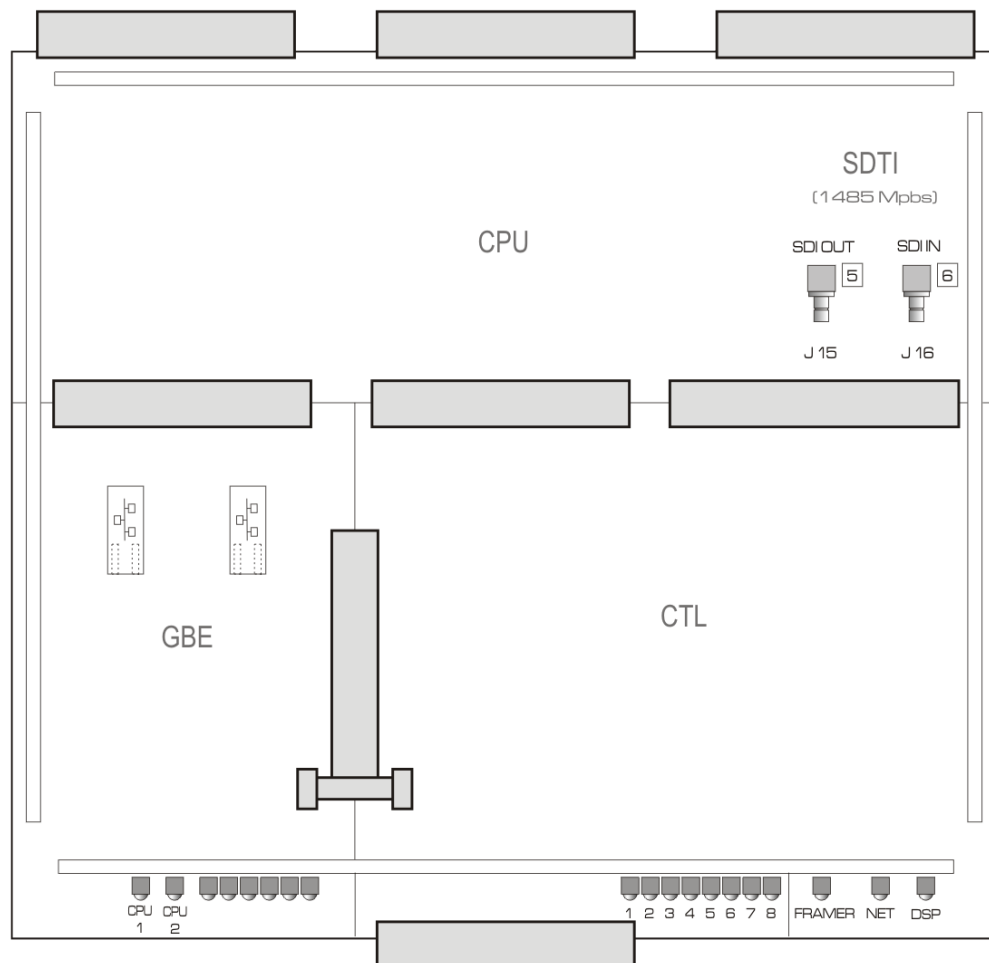 SDTI
(1485 Mpbs)
CPU
SDI OUT
SDI IN
5
6
J 15
J 16
GBE
CTL
CPU
1
CPU
2
1 2 3 4 5 6 7 8
FRAMER
NET
DSP